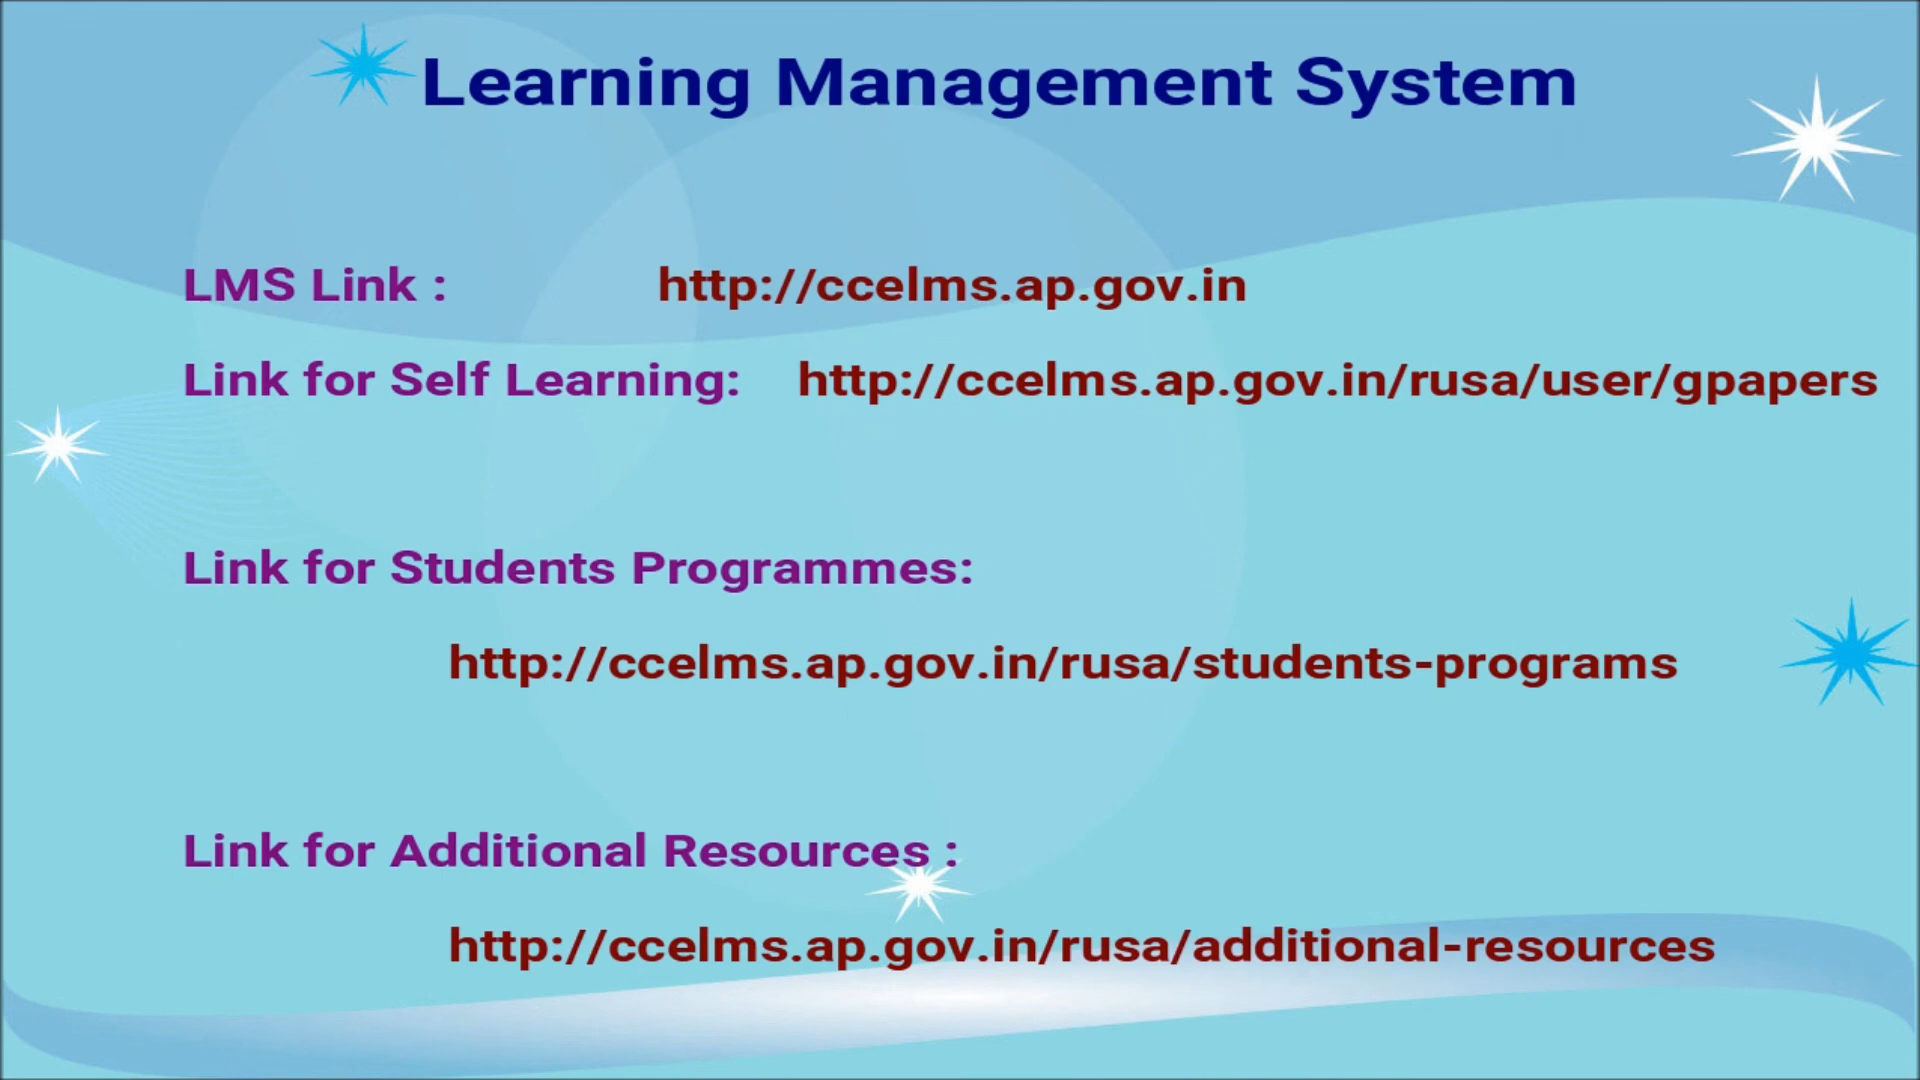 Learning Management System
LMS Link : http://ccelms.ap.gov.in
Link for Self Learning: http://ccelms.ap.gov.in/rusa/user/gpapers
Link for Students Programmes:
http://ccelms.ap.gov.in/rusa/students-programs
Link for Additional Resources :
http://ccelms.ap.gov.in/rusa/additional-resources